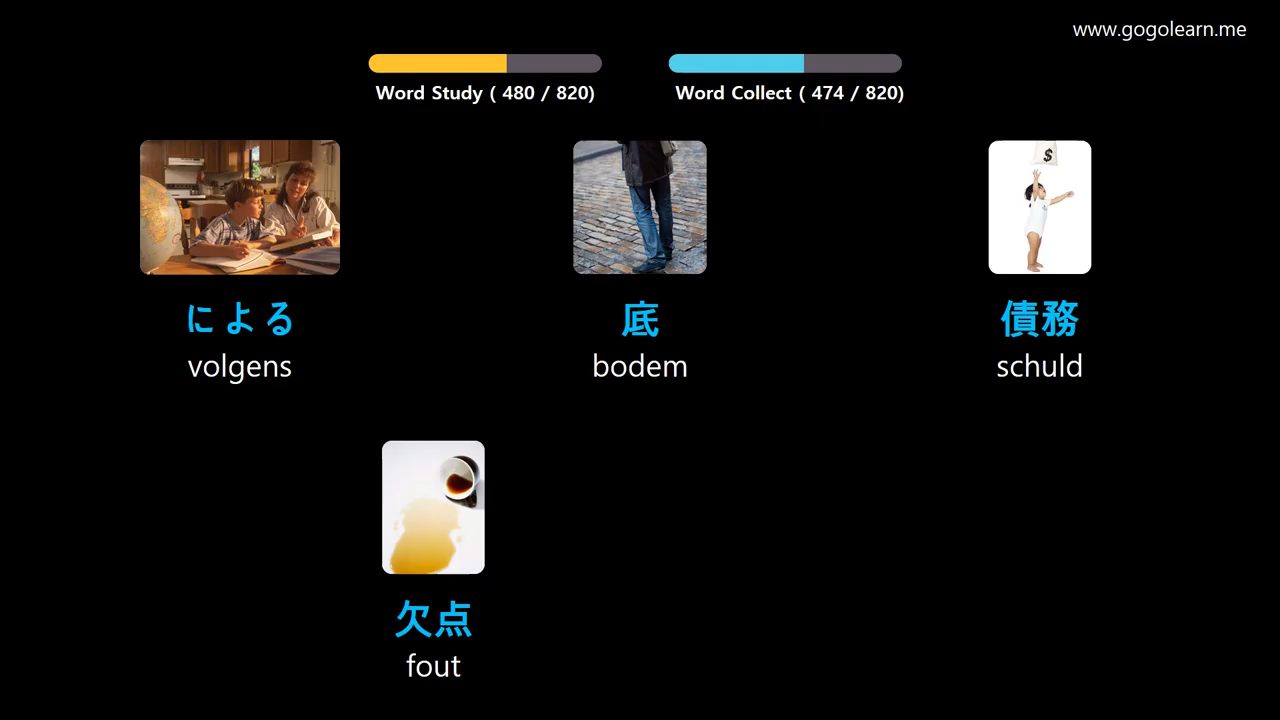 www.gogolearn.me
Word Study ( 480 / 820)
Word Collect ( 474 / 820)
$
による
volgens
底
bodem
債務
schuld
欠点
fout